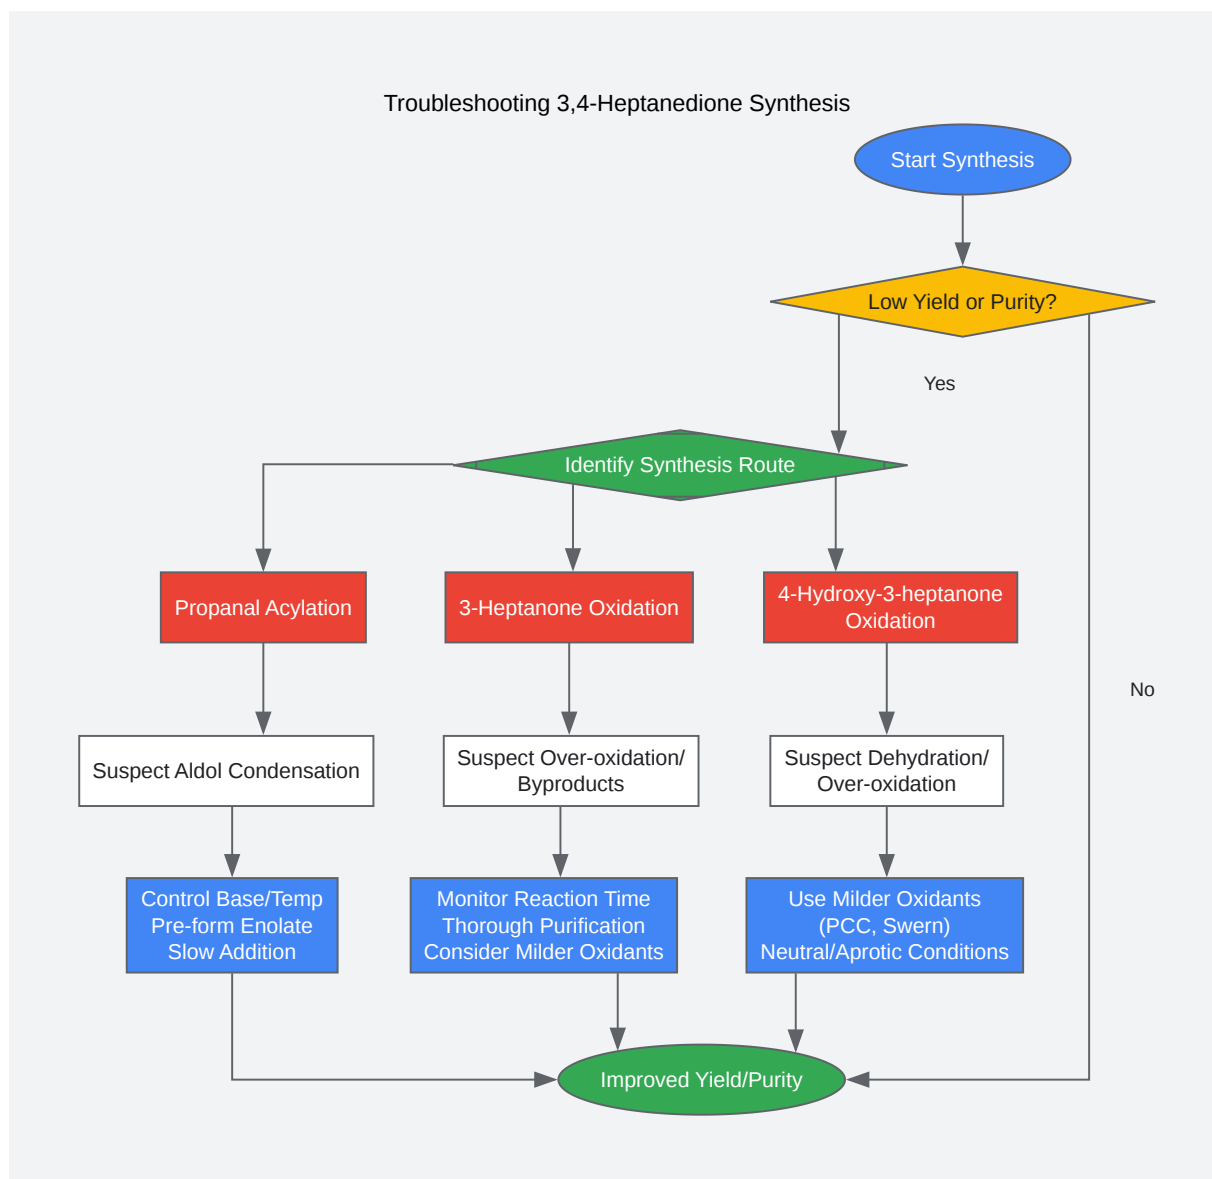 Troubleshooting 3,4-Heptanedione Synthesis
Start Synthesis
Low Yield or Purity?
Yes
Identify Synthesis Route
Propanal Acylation
3-Heptanone Oxidation
4-Hydroxy-3-heptanone
Oxidation
No
Suspect Aldol Condensation
Suspect Over-oxidation/
Byproducts
Suspect Dehydration/
Over-oxidation
Control Base/Temp
Pre-form Enolate
Slow Addition
Monitor Reaction Time
Thorough Purification
Consider Milder Oxidants
Use Milder Oxidants
(PCC, Swern)
Neutral/Aprotic Conditions
Improved Yield/Purity